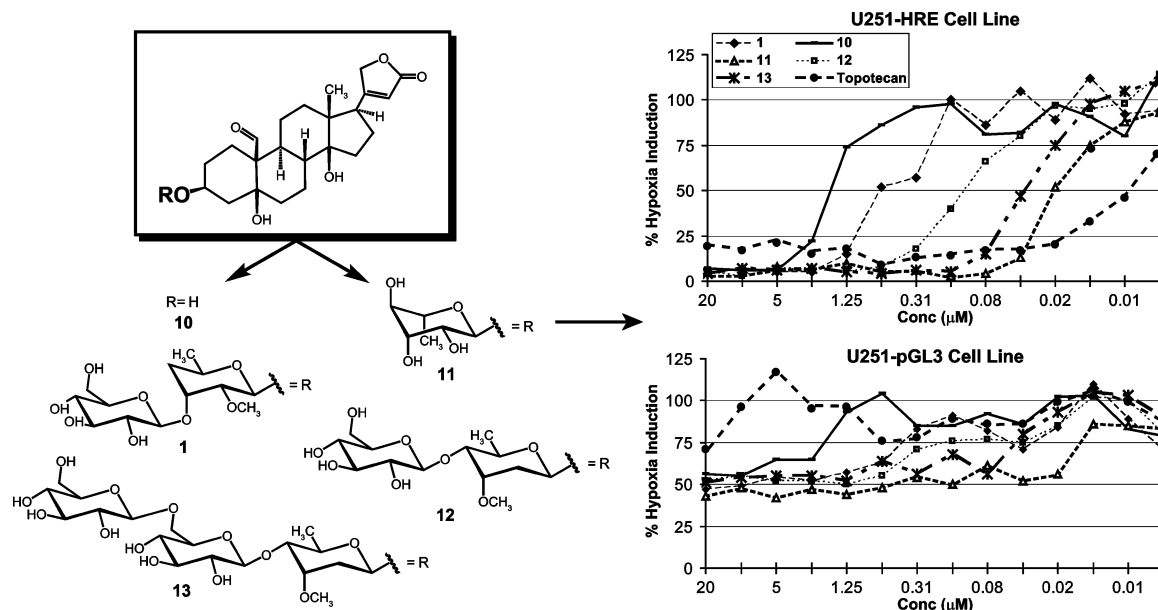 O
O
CH₃
O
H
H
H
OH
RO
OH
R= H
10
OH
O
CH₃
OH
OH
= R
11
OH
HO
HO
OH
O
O
H₃C
O
OCH₃
= R
1
OH
HO
HO
OH
O
O
H₃C
O
OCH₃
= R
12
OH
HO
HO
OH
O
O
HO
HO
OH
O
O
H₃C
O
OCH₃
= R
13
U251-HRE Cell Line
1 10
11 12
13 Topotecan
% Hypoxia Induction
125
100
75
50
25
0
20 5 1.25 0.31 0.08 0.02 0.01
Conc (μM)
U251-pGL3 Cell Line
% Hypoxia Induction
125
100
75
50
25
0
20 5 1.25 0.31 0.08 0.02 0.01
Conc (μM)